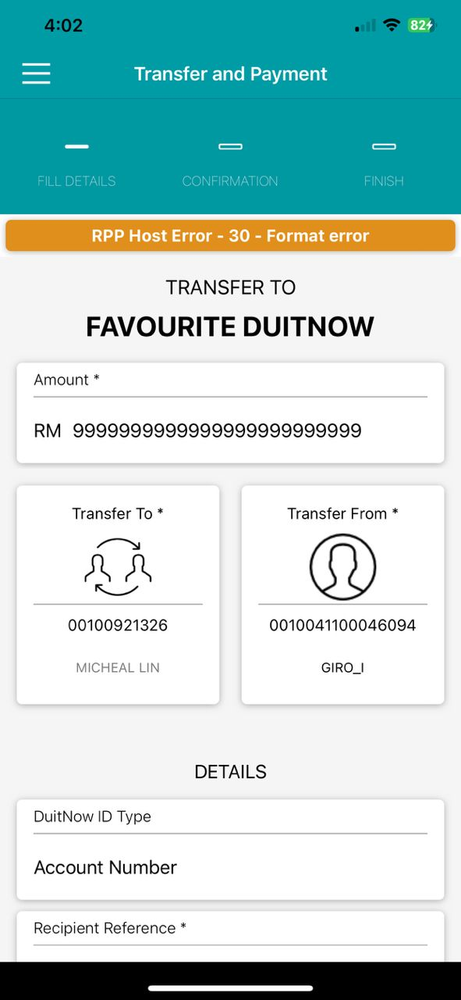 4:02
82
Transfer and Payment
FILL DETAILS
CONFIRMATION
FINISH
RPP Host Error - 30 - Format error
TRANSFER TO
FAVOURITE DUITNOW
Amount *
RM 9999999999999999999999999
Transfer To *
00100921326
MICHEAL LIN
Transfer From *
0010041100046094
GIRO_I
DETAILS
DuitNow ID Type
Account Number
Recipient Reference *